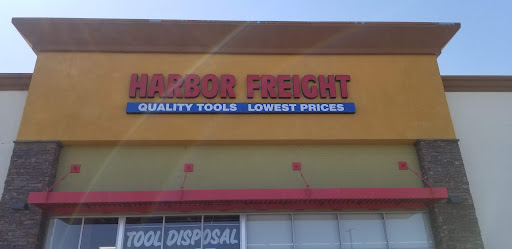 HARBOR FREIGHT
QUALITY TOOLS LOWEST PRICES
TOOL DISPOSAL